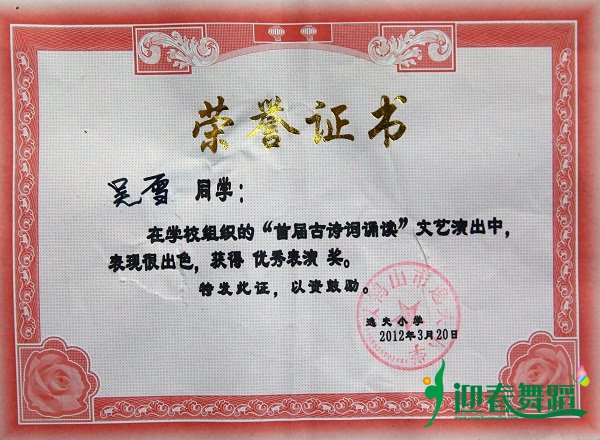 荣誉证书
吴雪 同学：
在学校组织的“首届古诗词诵读”文艺演出中，
表现很出色，获得 优秀表演 奖。
特发此证，以资鼓励。
逸夫小学
2012年3月20日
迎春舞蹈